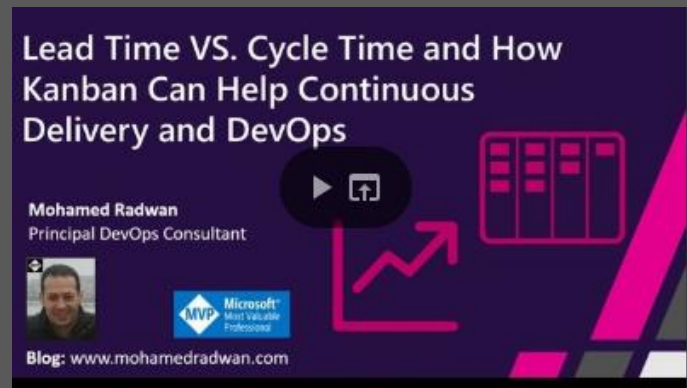 Lead Time VS. Cycle Time and How
Kanban Can Help Continuous
Delivery and DevOps
Mohamed Radwan
Principal DevOps Consultant
MVP
Microsoft®
Most Valuable
Professional
Blog: www.mohamedradwan.com